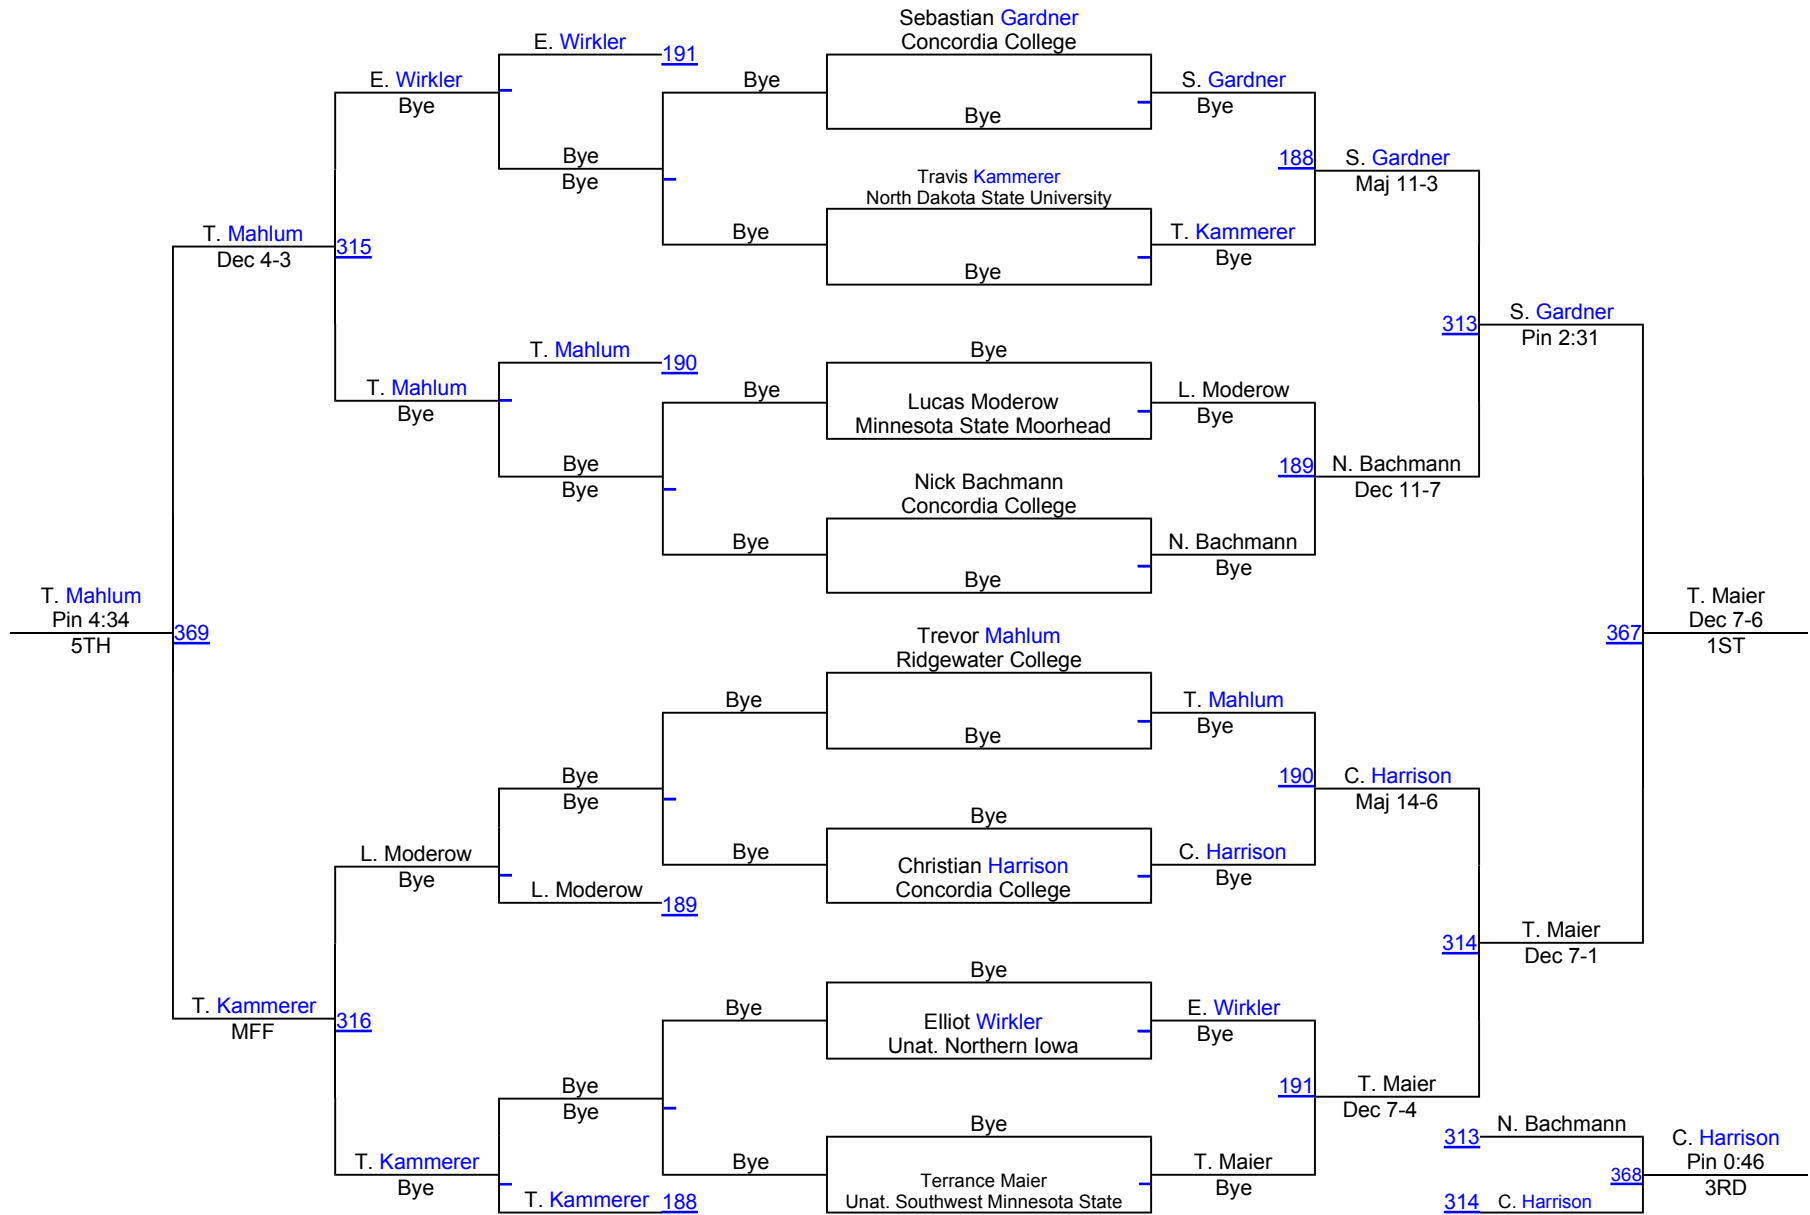 Sebastian Gardner
Concordia College
E. Wirkler
191
E. Wirkler
Bye
Bye
S. Gardner
Bye
Bye
Bye
Bye
188
S. Gardner
Maj 11-3
Travis Kammerer
North Dakota State University
T. Mahlum
Dec 4-3
315
Bye
T. Kammerer
Bye
Bye
313
S. Gardner
Pin 2:31
T. Mahlum
190
Bye
T. Mahlum
Bye
Bye
Lucas Moderow
Minnesota State Moorhead
L. Moderow
Bye
Bye
Bye
189
N. Bachmann
Dec 11-7
Nick Bachmann
Concordia College
Bye
N. Bachmann
Bye
Bye
T. Mahlum
Pin 4:34
5TH
369
T. Maier
Dec 7-6
1ST
367
Trevor Mahlum
Ridgewater College
Bye
T. Mahlum
Bye
Bye
Bye
Bye
190
C. Harrison
Maj 14-6
Bye
L. Moderow
Bye
Bye
Christian Harrison
Concordia College
C. Harrison
Bye
L. Moderow
189
314
T. Maier
Dec 7-1
Bye
T. Kammerer
MFF
316
Bye
Elliot Wirkler
Unat. Northern Iowa
E. Wirkler
Bye
Bye
Bye
191
T. Maier
Dec 7-4
Bye
313
N. Bachmann
C. Harrison
Pin 0:46
3RD
T. Kammerer
Bye
Bye
Terrance Maier
Unat. Southwest Minnesota State
T. Maier
Bye
368
T. Kammerer
188
314
C. Harrison